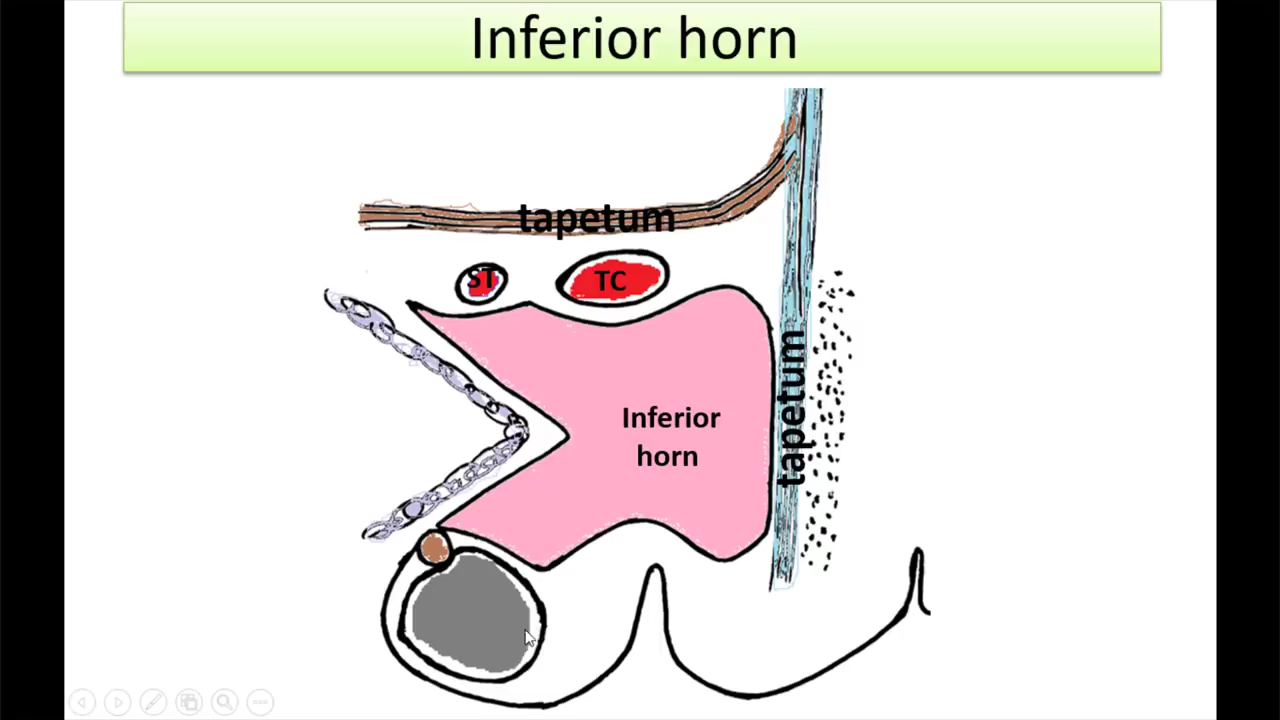 Inferior horn
tapetum
ST
TC
Inferior
horn
tapetum